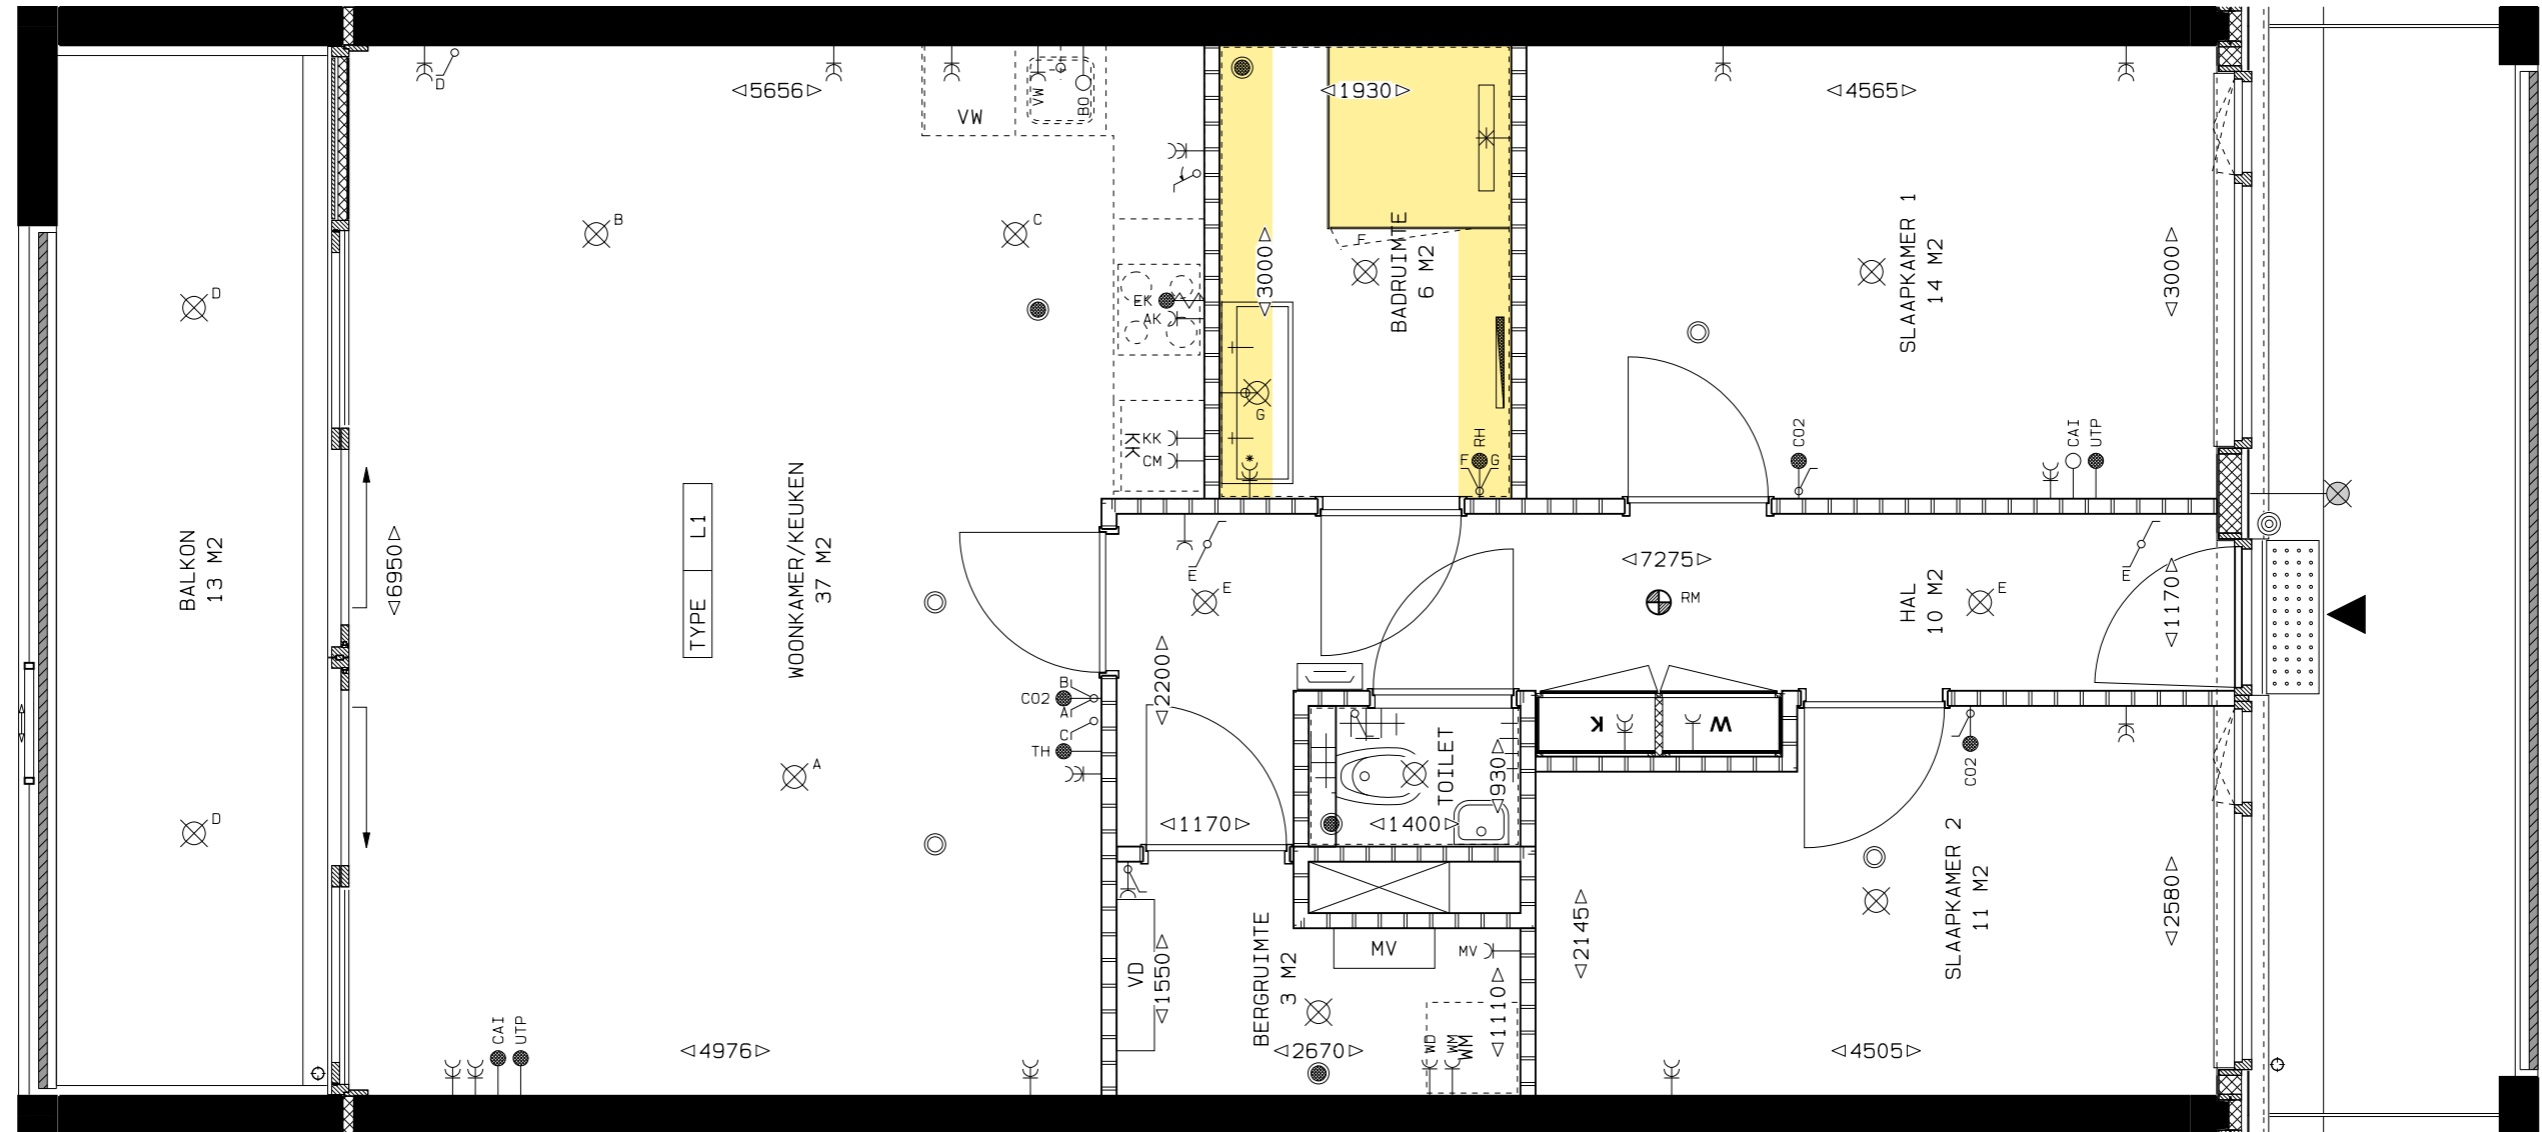 BALKON
13 M2
D
D
6950
D
5656
B
C
TYPE
L1
WOONKAMER/KEUKEN
37 M2
A
4976
CAI
UTP
VW
VW
BO
EK
AK
KK
KK
CM
CO2
B
A
C
TH
1930
3000
BADRUIMTE
6 M2
F
G
*
RH
F
G
4565
SLAAPKAMER 1
14 M2
3000
CO2
CAI
UTP
E
E
7275
RM
HAL
10 M2
E
E
1170
2200
1170
TOILET
930
1400
K
W
VD
1550
BERGRUIMTE
3 M2
2670
MV
MV
1110
WD
WM
WM
CO2
SLAAPKAMER 2
11 M2
2145
2580
4505